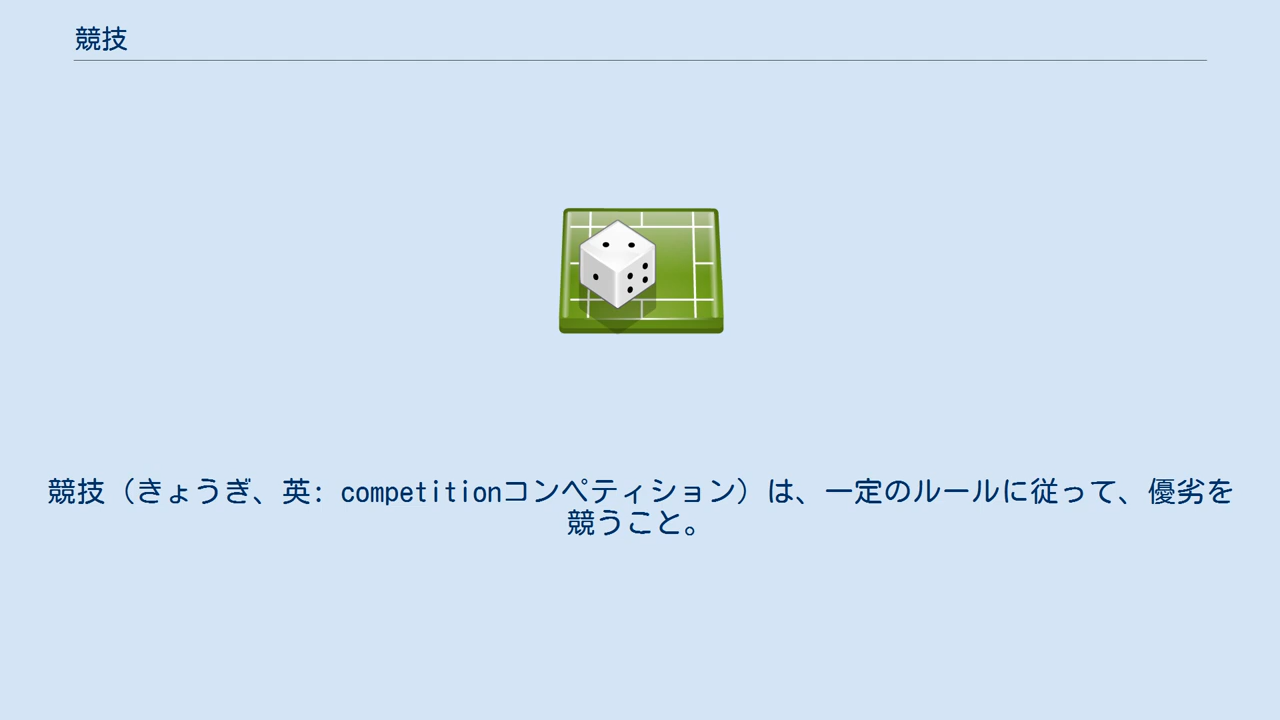 競技
競技（きょうぎ、英: competitionコンペティション）は、一定のルールに従って、優劣を
競うこと。